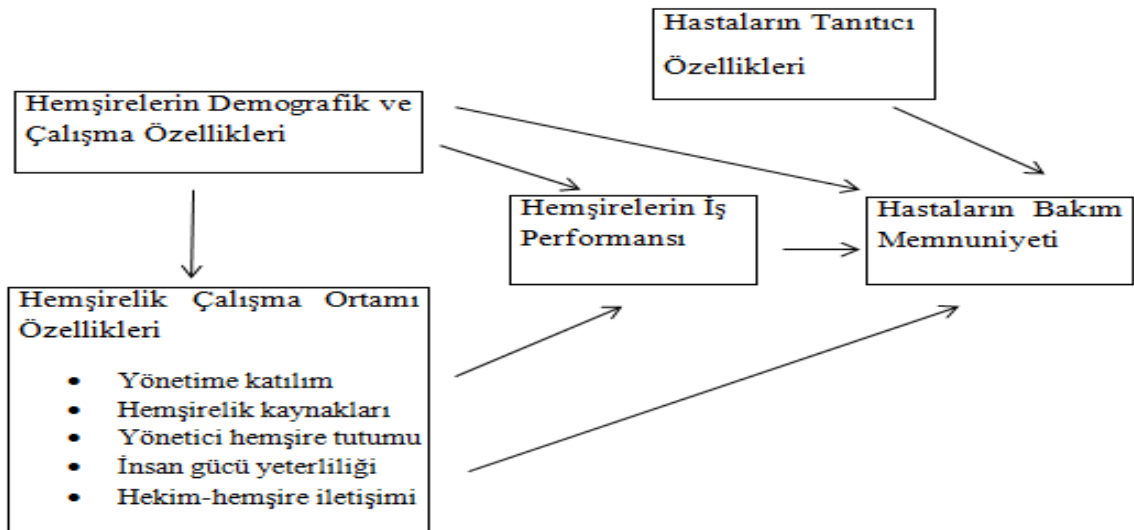 Hastaların Tanıtıcı
Özellikleri
Hemşirelerin Demografik ve
Çalışma Özellikleri
Hemşirelerin İş
Performansı
Hastaların Bakım
Memnuniyeti
Hemşirelik Çalışma Ortamı
Özellikleri
• Yönetime katılım
• Hemşirelik kaynakları
• Yönetici hemşire tutumu
• İnsan gücü yeterliliği
• Hekim-hemşire iletişimi